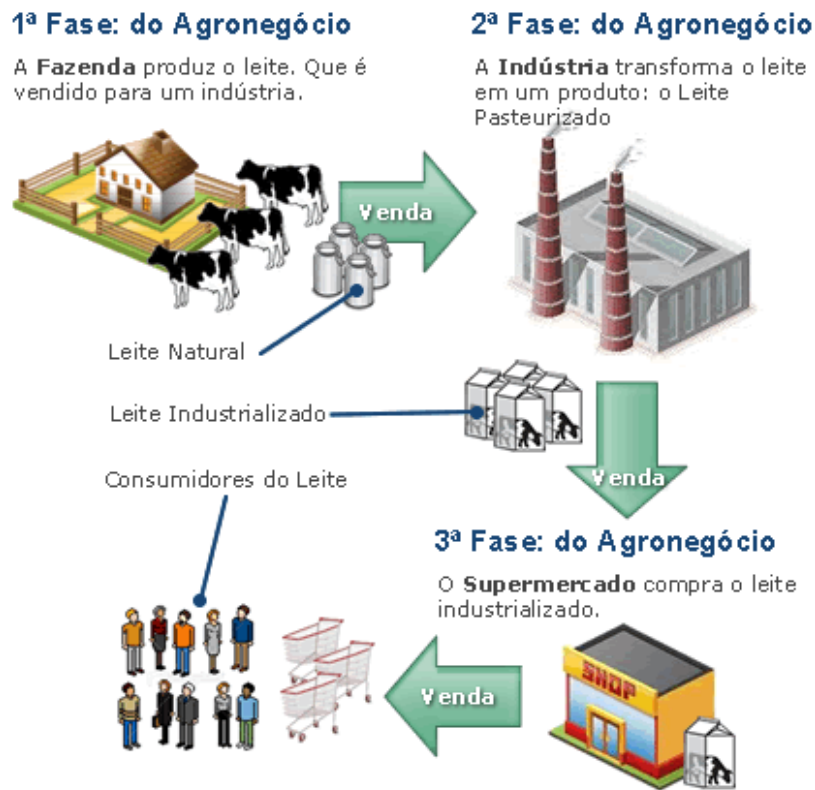 1ª Fase: do Agronegócio
A Fazenda produz o leite. Que é
vendido para um indústria.
2ª Fase: do Agronegócio
A Indústria transforma o leite
em um produto: o Leite
Pasteurizado
Venda
Leite Natural
Leite Industrializado
Venda
Consumidores do Leite
3ª Fase: do Agronegócio
O Supermercado compra o leite
industrializado.
SHOP
Venda